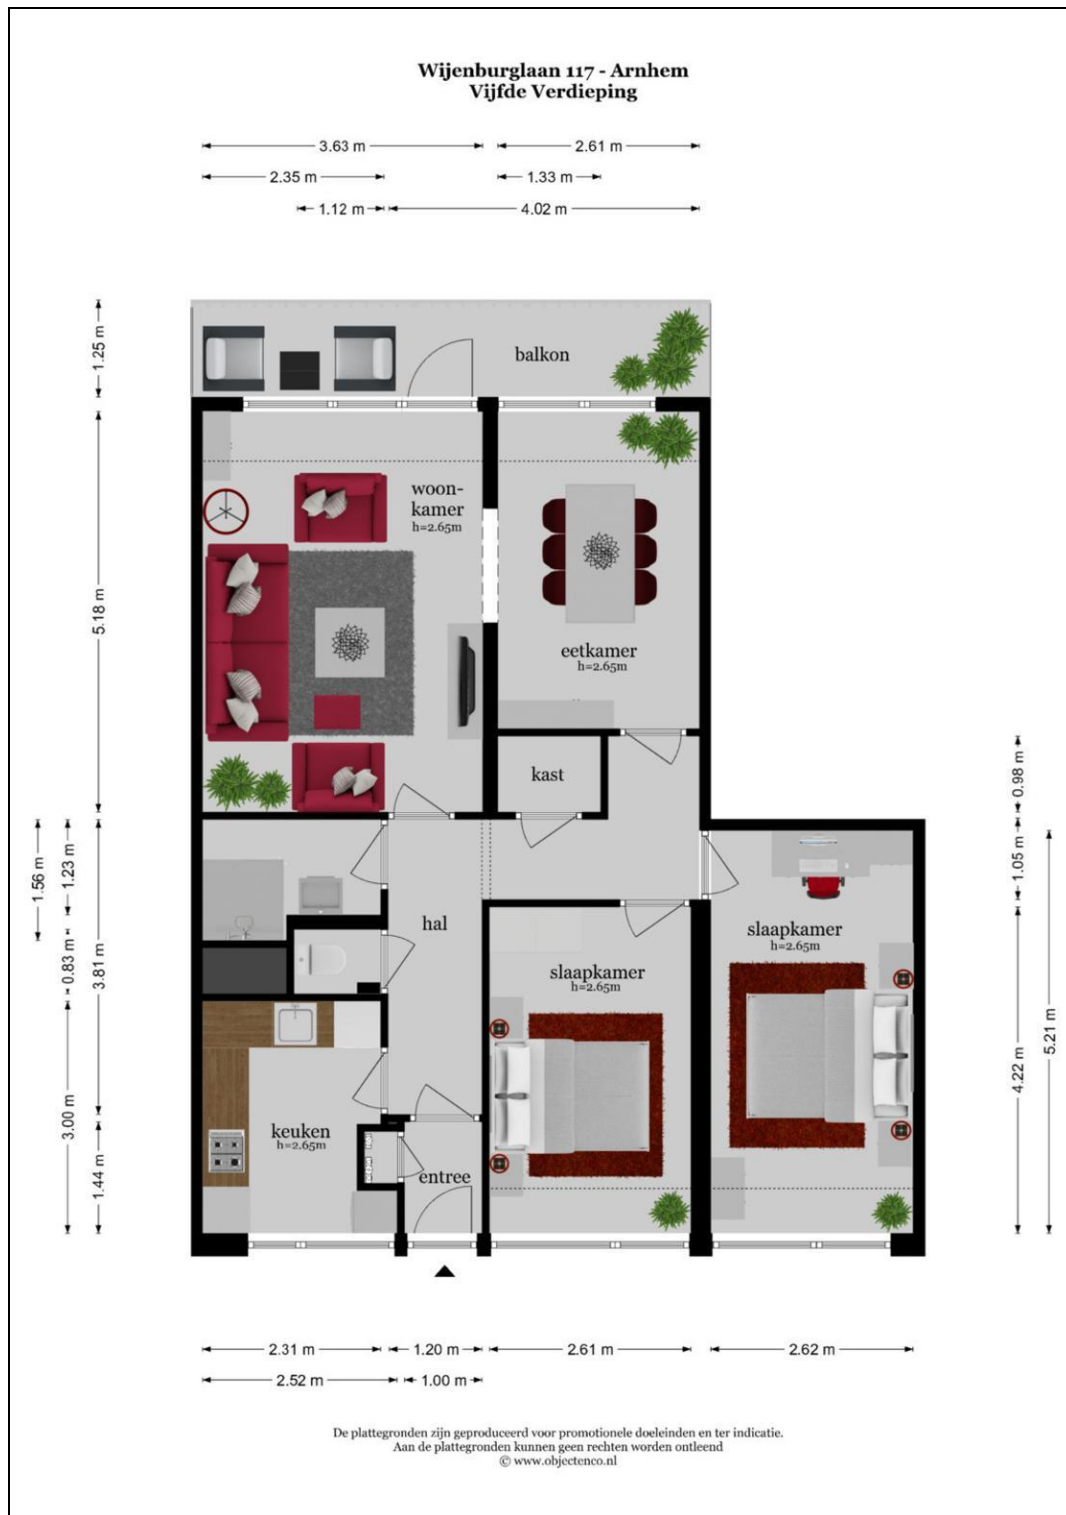 Wijenburglaan 117 - Arnhem
Vijfde Verdieping
3.63 m
2.61 m
2.35 m
1.33 m
1.12 m
4.02 m
1.25 m
balkon
5.18 m
woon-
kamer
h=2.65m
eetkamer
h=2.65m
kast
0.98 m
1.56 m
1.23 m
0.83 m
3.81 m
3.00 m
1.44 m
hal
slaapkamer
h=2.65m
slaapkamer
h=2.65m
1.05 m
4.22 m
5.21 m
keuken
h=2.65m
entree
2.31 m
1.20 m
2.61 m
2.62 m
2.52 m
1.00 m
De plattegronden zijn geproduceerd voor promotionele doeleinden en ter indicatie.
Aan de plattegronden kunnen geen rechten worden ontleend
© www.objectenco.nl